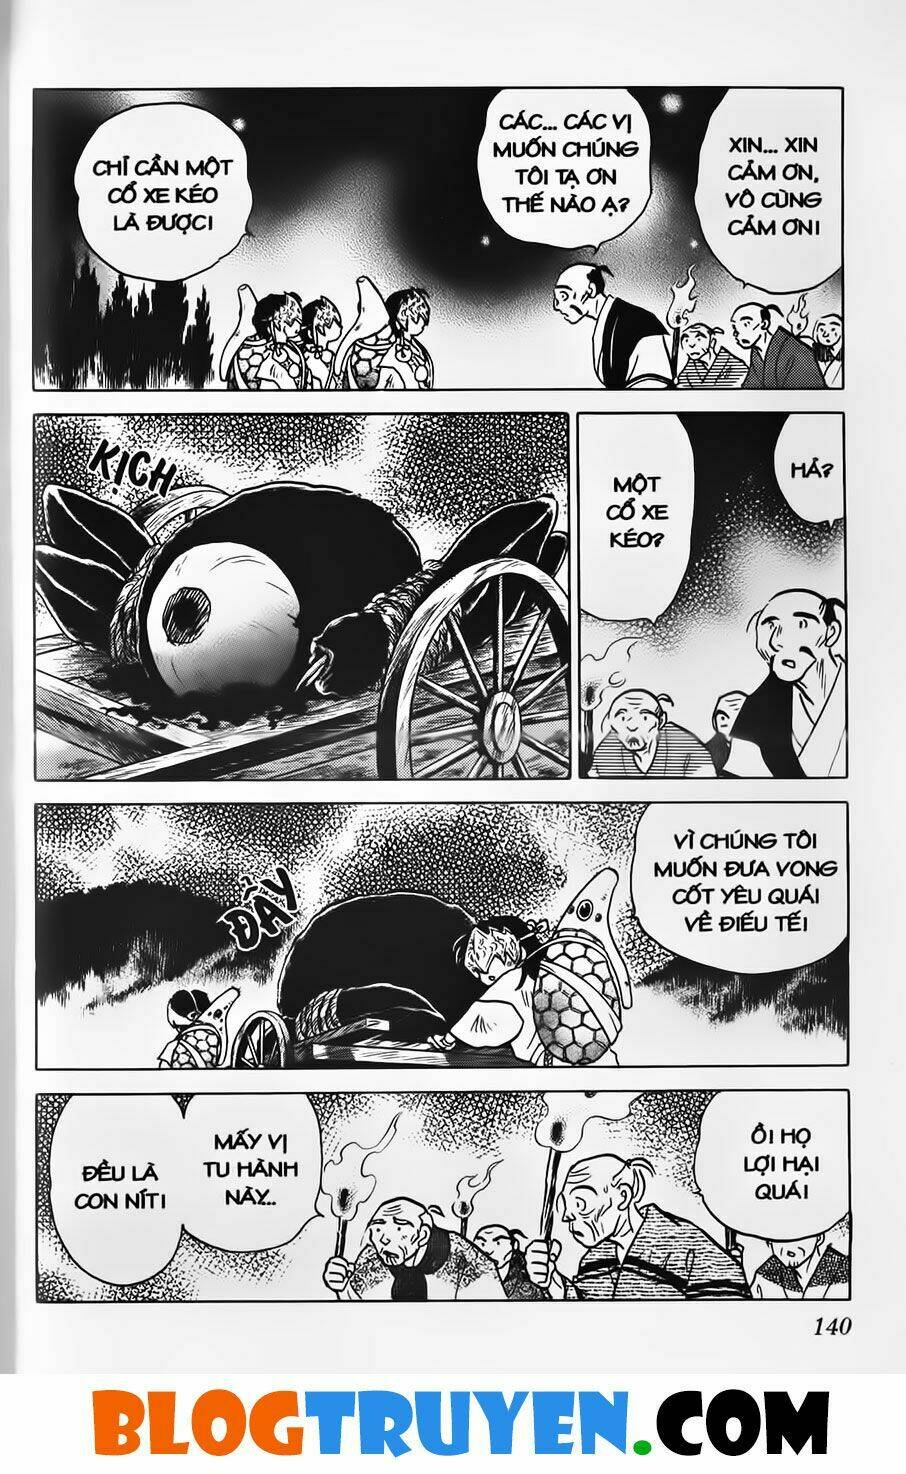 XIN... XIN
CẢM ƠN,
VÔ CÙNG
CẢM ƠN!
CÁC... CÁC VỊ
MUỐN CHÚNG
TÔI TẠ ƠN
THẾ NÀO Ạ?
CHỈ CẦN MỘT
CỔ XE KÉO
LÀ ĐƯỢC!
HẢ?
MỘT
CỔ XE
KÉO?
KỊCH
VÌ CHÚNG TÔI
MUỐN ĐƯA VONG
CỐT YÊU QUÁI
VỀ ĐIẾU TẾ!
ĐẨY
ÔI HỌ
LỢI HẠI
QUÁ!
MẤY VỊ
TU HÀNH
NÀY...
ĐỀU LÀ
CON NÍT!
140
BLOGTRUYEN.COM